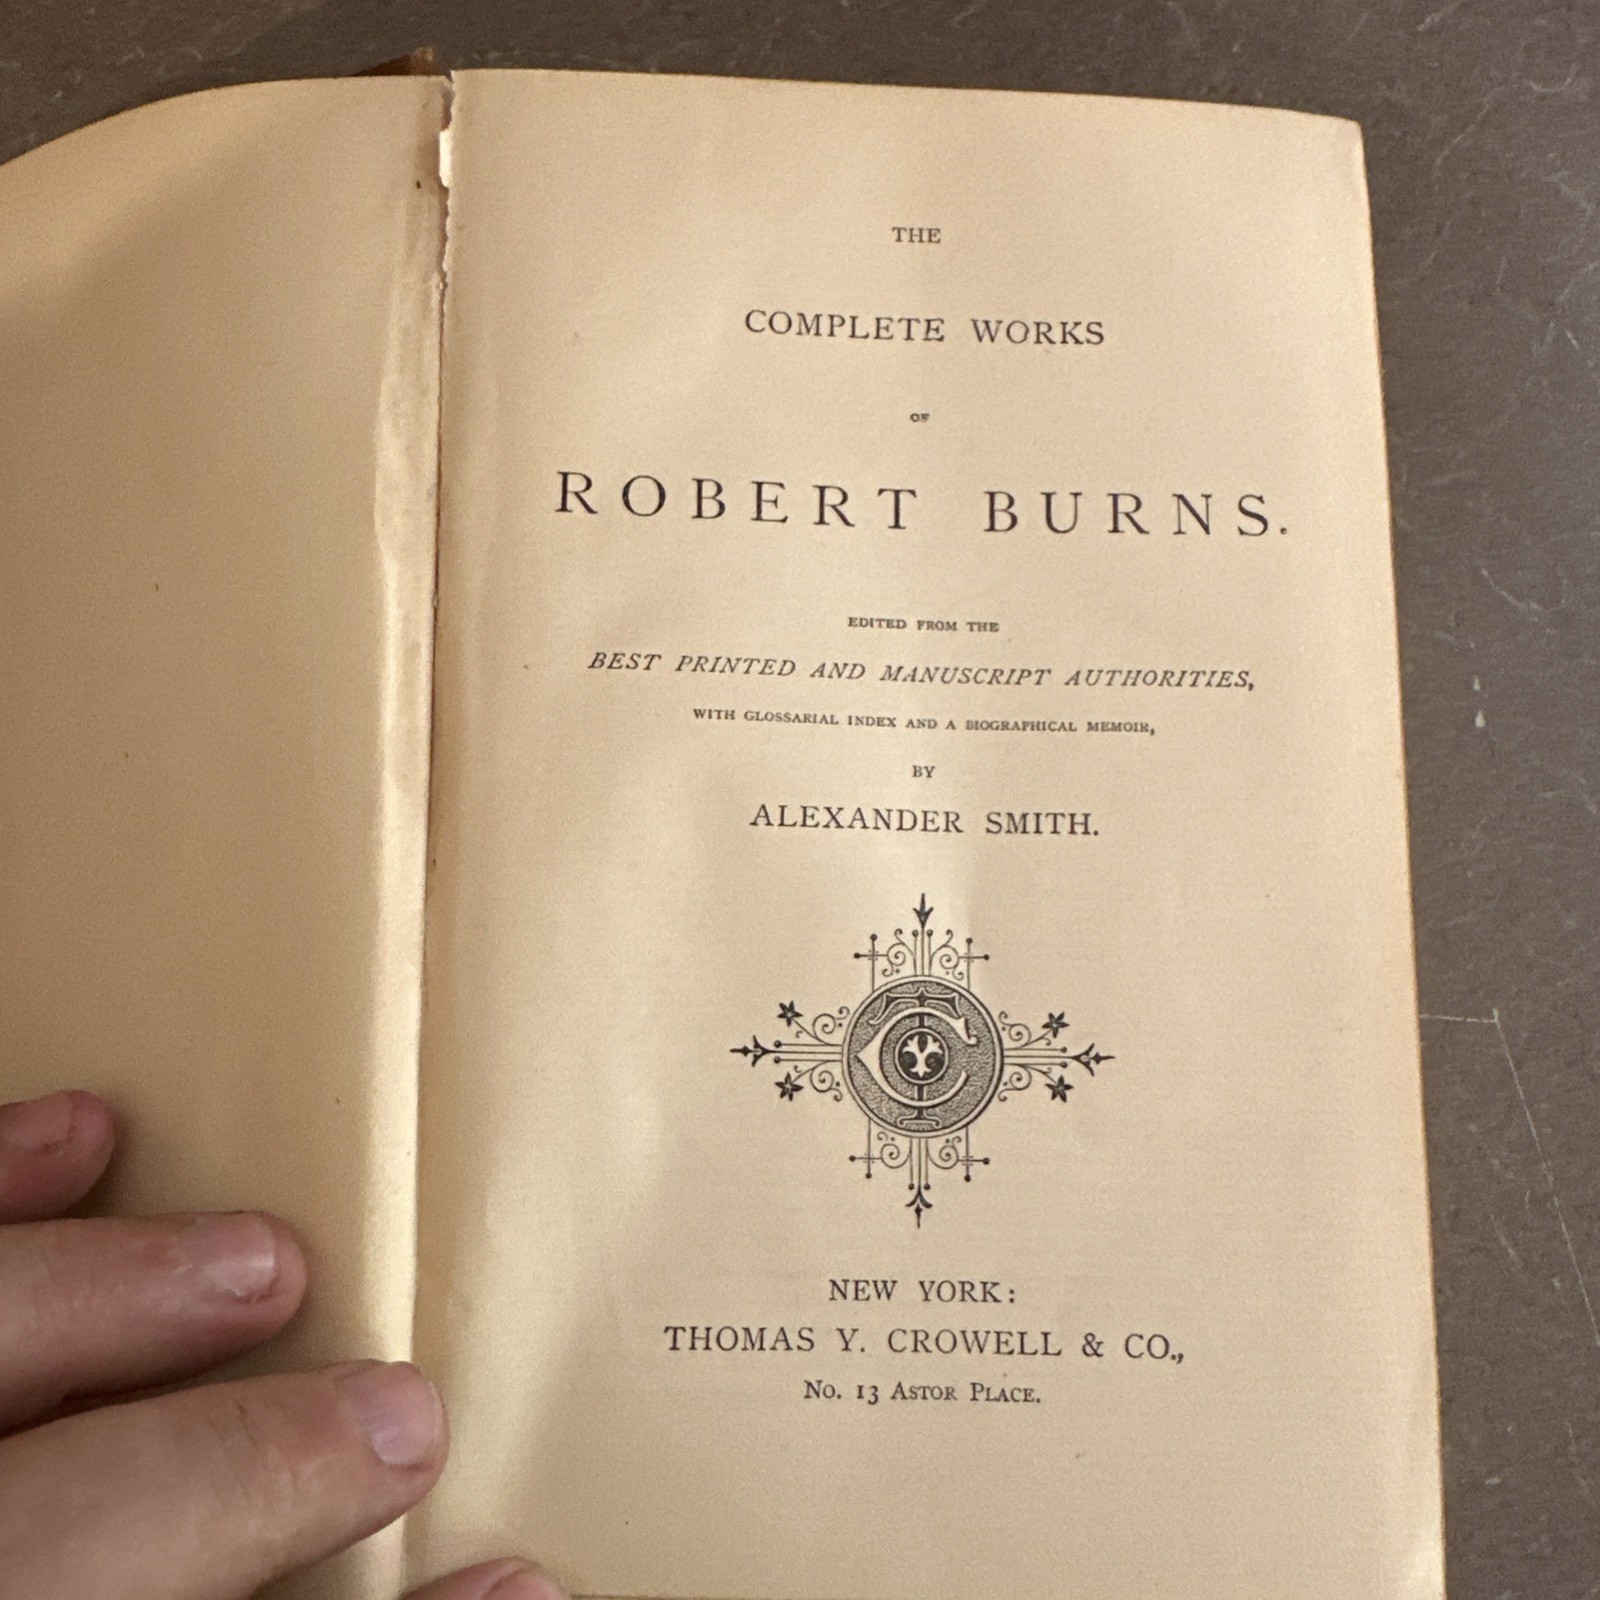 THE
COMPLETE WORKS
OF
ROBERT BURNS.
EDITED FROM THE
BEST PRINTED AND MANUSCRIPT AUTHORITIES,
WITH GLOSSARIAL INDEX AND A BIOGRAPHICAL MEMOIR,
BY
ALEXANDER SMITH.
NEW YORK:
THOMAS Y. CROWELL & CO.,
No. 13 Astor Place.